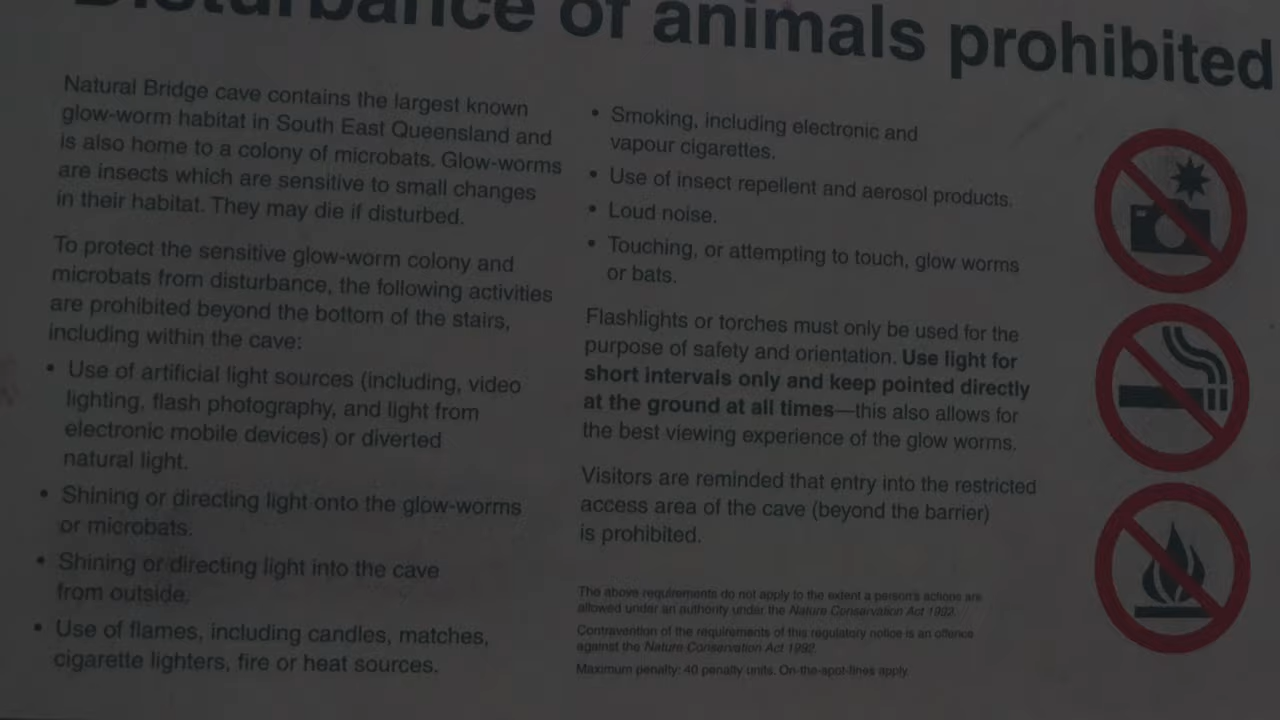 Disturbance of animals prohibited
Natural Bridge cave contains the largest known
glow-worm habitat in South East Queensland and
is also home to a colony of microbats. Glow-worms
are insects which are sensitive to small changes
in their habitat. They may die if disturbed.
To protect the sensitive glow-worm colony and
microbats from disturbance, the following activities
are prohibited beyond the bottom of the stairs,
including within the cave:
• Use of artificial light sources (including, video
lighting, flash photography, and light from
electronic mobile devices) or diverted
natural light.
• Shining or directing light onto the glow-worms
or microbats.
• Shining or directing light into the cave
from outside.
• Use of flames, including candles, matches,
cigarette lighters, fire or heat sources.
• Smoking, including electronic and
vapour cigarettes.
• Use of insect repellent and aerosol products.
• Loud noise.
• Touching, or attempting to touch, glow worms
or bats.
Flashlights or torches must only be used for the
purpose of safety and orientation. Use light for
short intervals only and keep pointed directly
at the ground at all times—this also allows for
the best viewing experience of the glow worms.
Visitors are reminded that entry into the restricted
access area of the cave (beyond the barrier)
is prohibited.
The above requirements do not apply to the extent a person's actions are
allowed under an authority under the Nature Conservation Act 1992.
Contravention of the requirements of this regulatory notice is an offence
against the Nature Conservation Act 1992.
Maximum penalty: 40 penalty units. On-the-spot-fines apply.